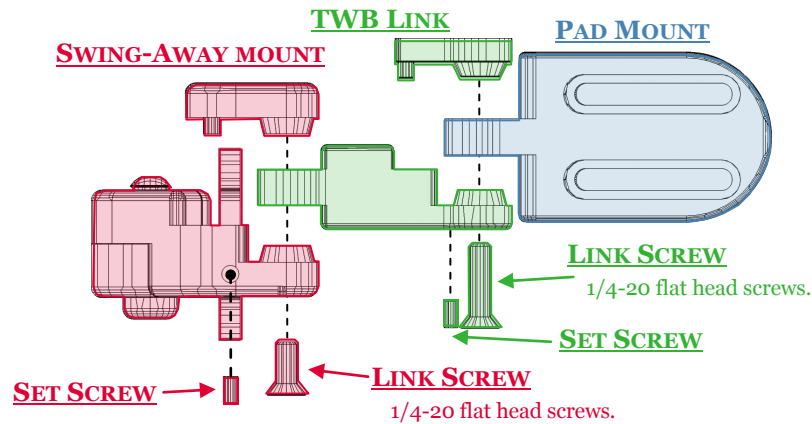 TWB LINK
PAD MOUNT
SWING-AWAY MOUNT
LINK SCREW
1/4-20 flat head screws.
SET SCREW
SET SCREW
LINK SCREW
1/4-20 flat head screws.